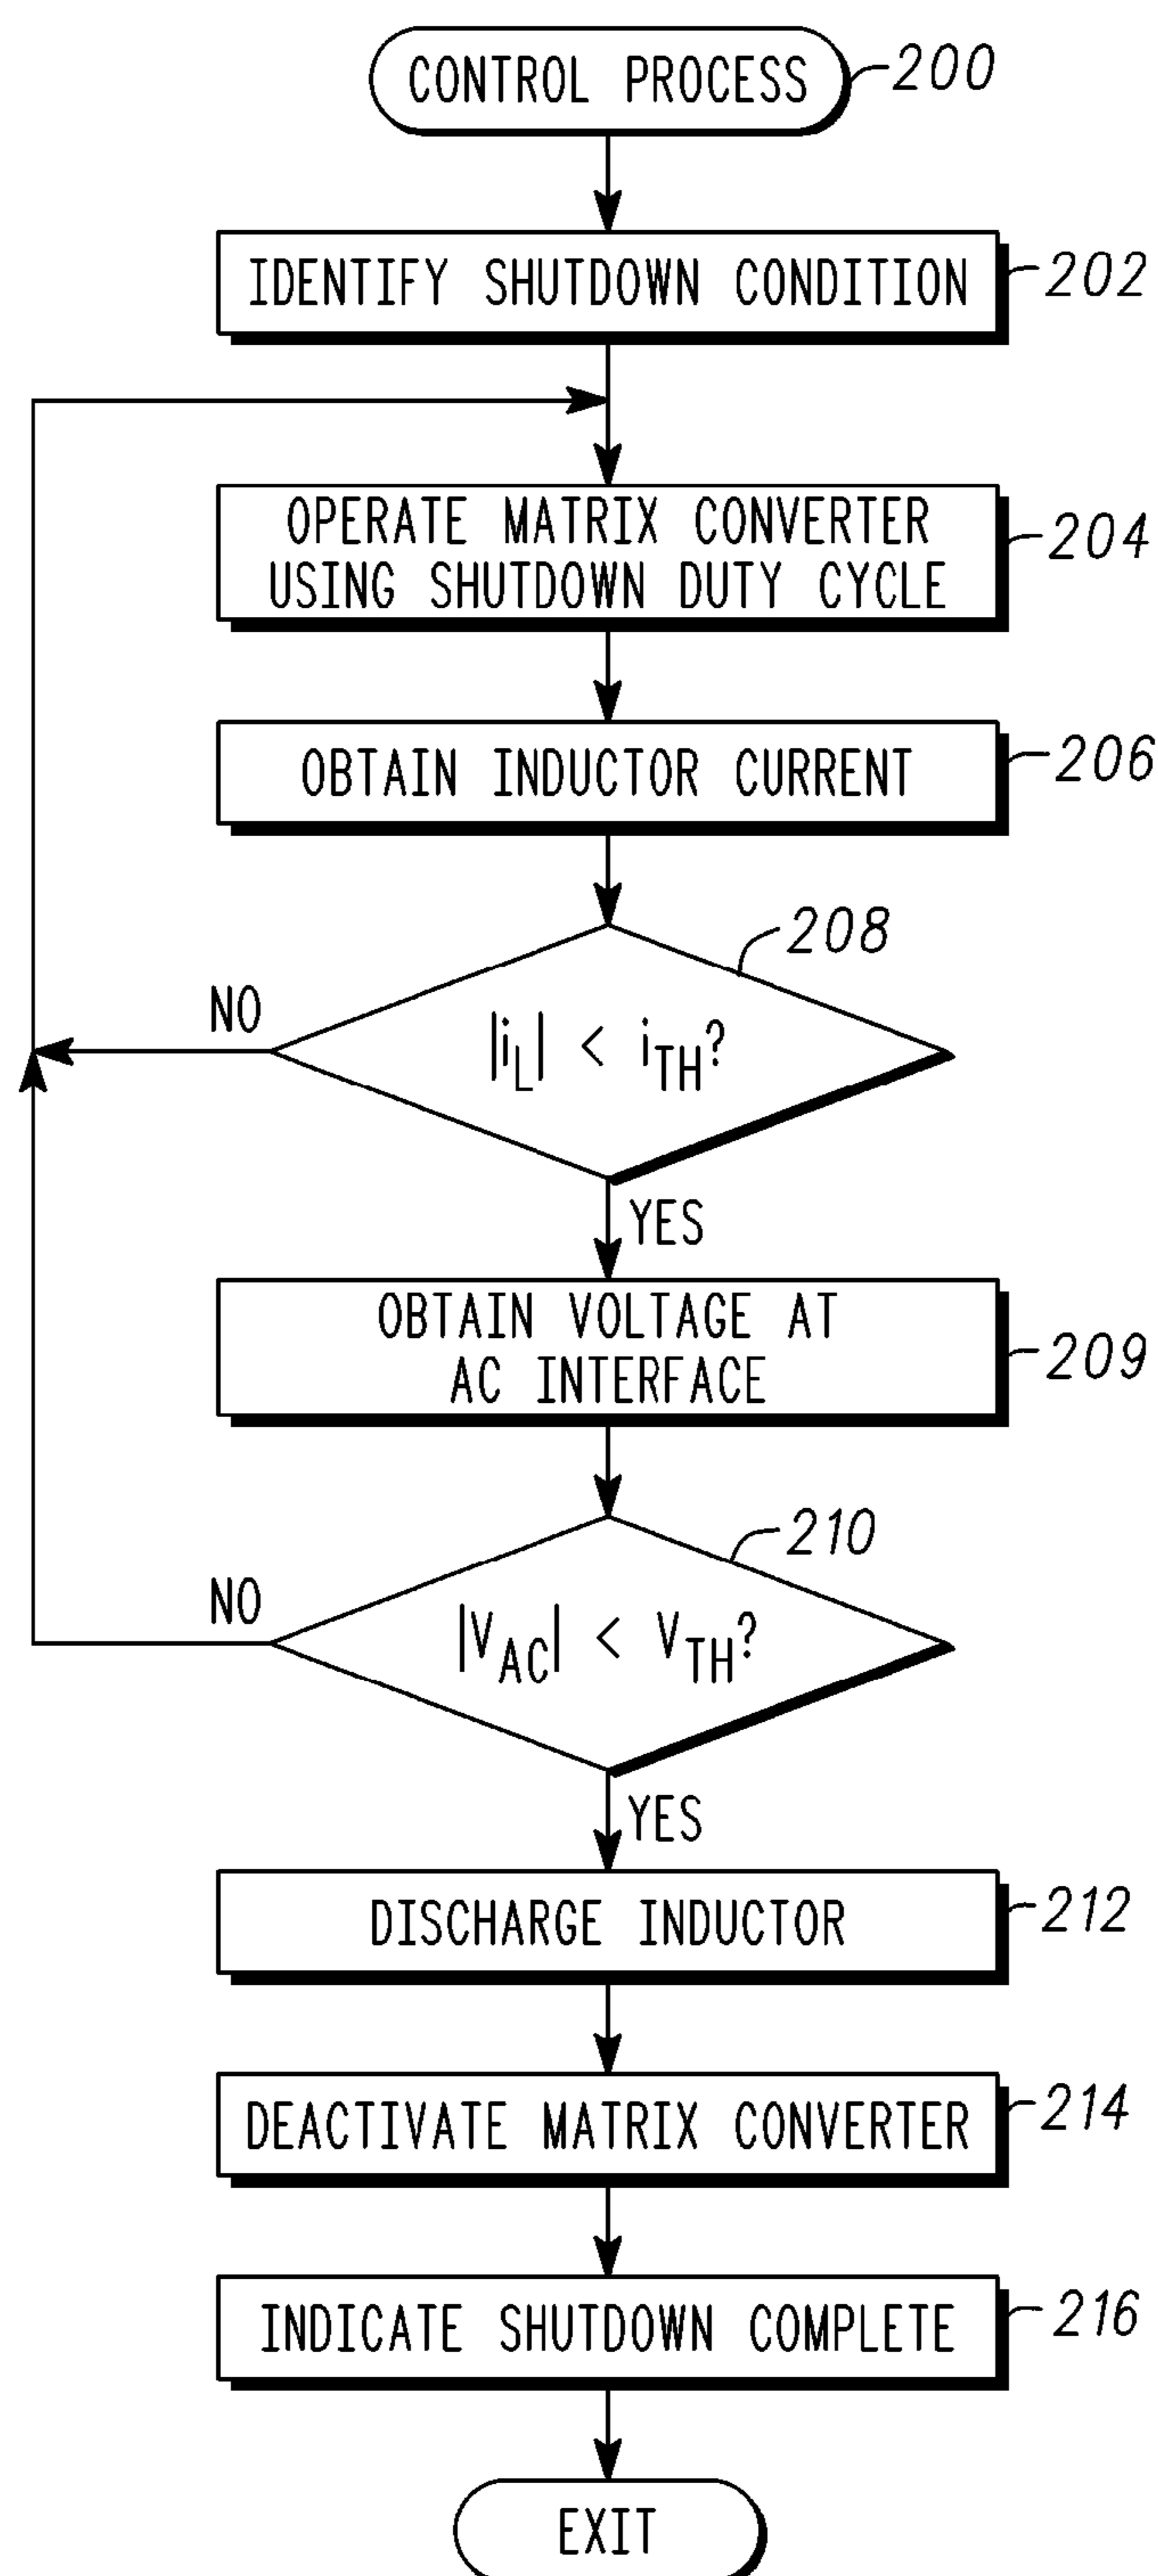 CONTROL PROCESS
200
IDENTIFY SHUTDOWN CONDITION
202
OPERATE MATRIX CONVERTER
USING SHUTDOWN DUTY CYCLE
204
OBTAIN INDUCTOR CURRENT
206
208
|iL| < iTH?
NO
YES
OBTAIN VOLTAGE AT
AC INTERFACE
209
210
|VAC| < VTH?
NO
YES
DISCHARGE INDUCTOR
212
DEACTIVATE MATRIX CONVERTER
214
INDICATE SHUTDOWN COMPLETE
216
EXIT